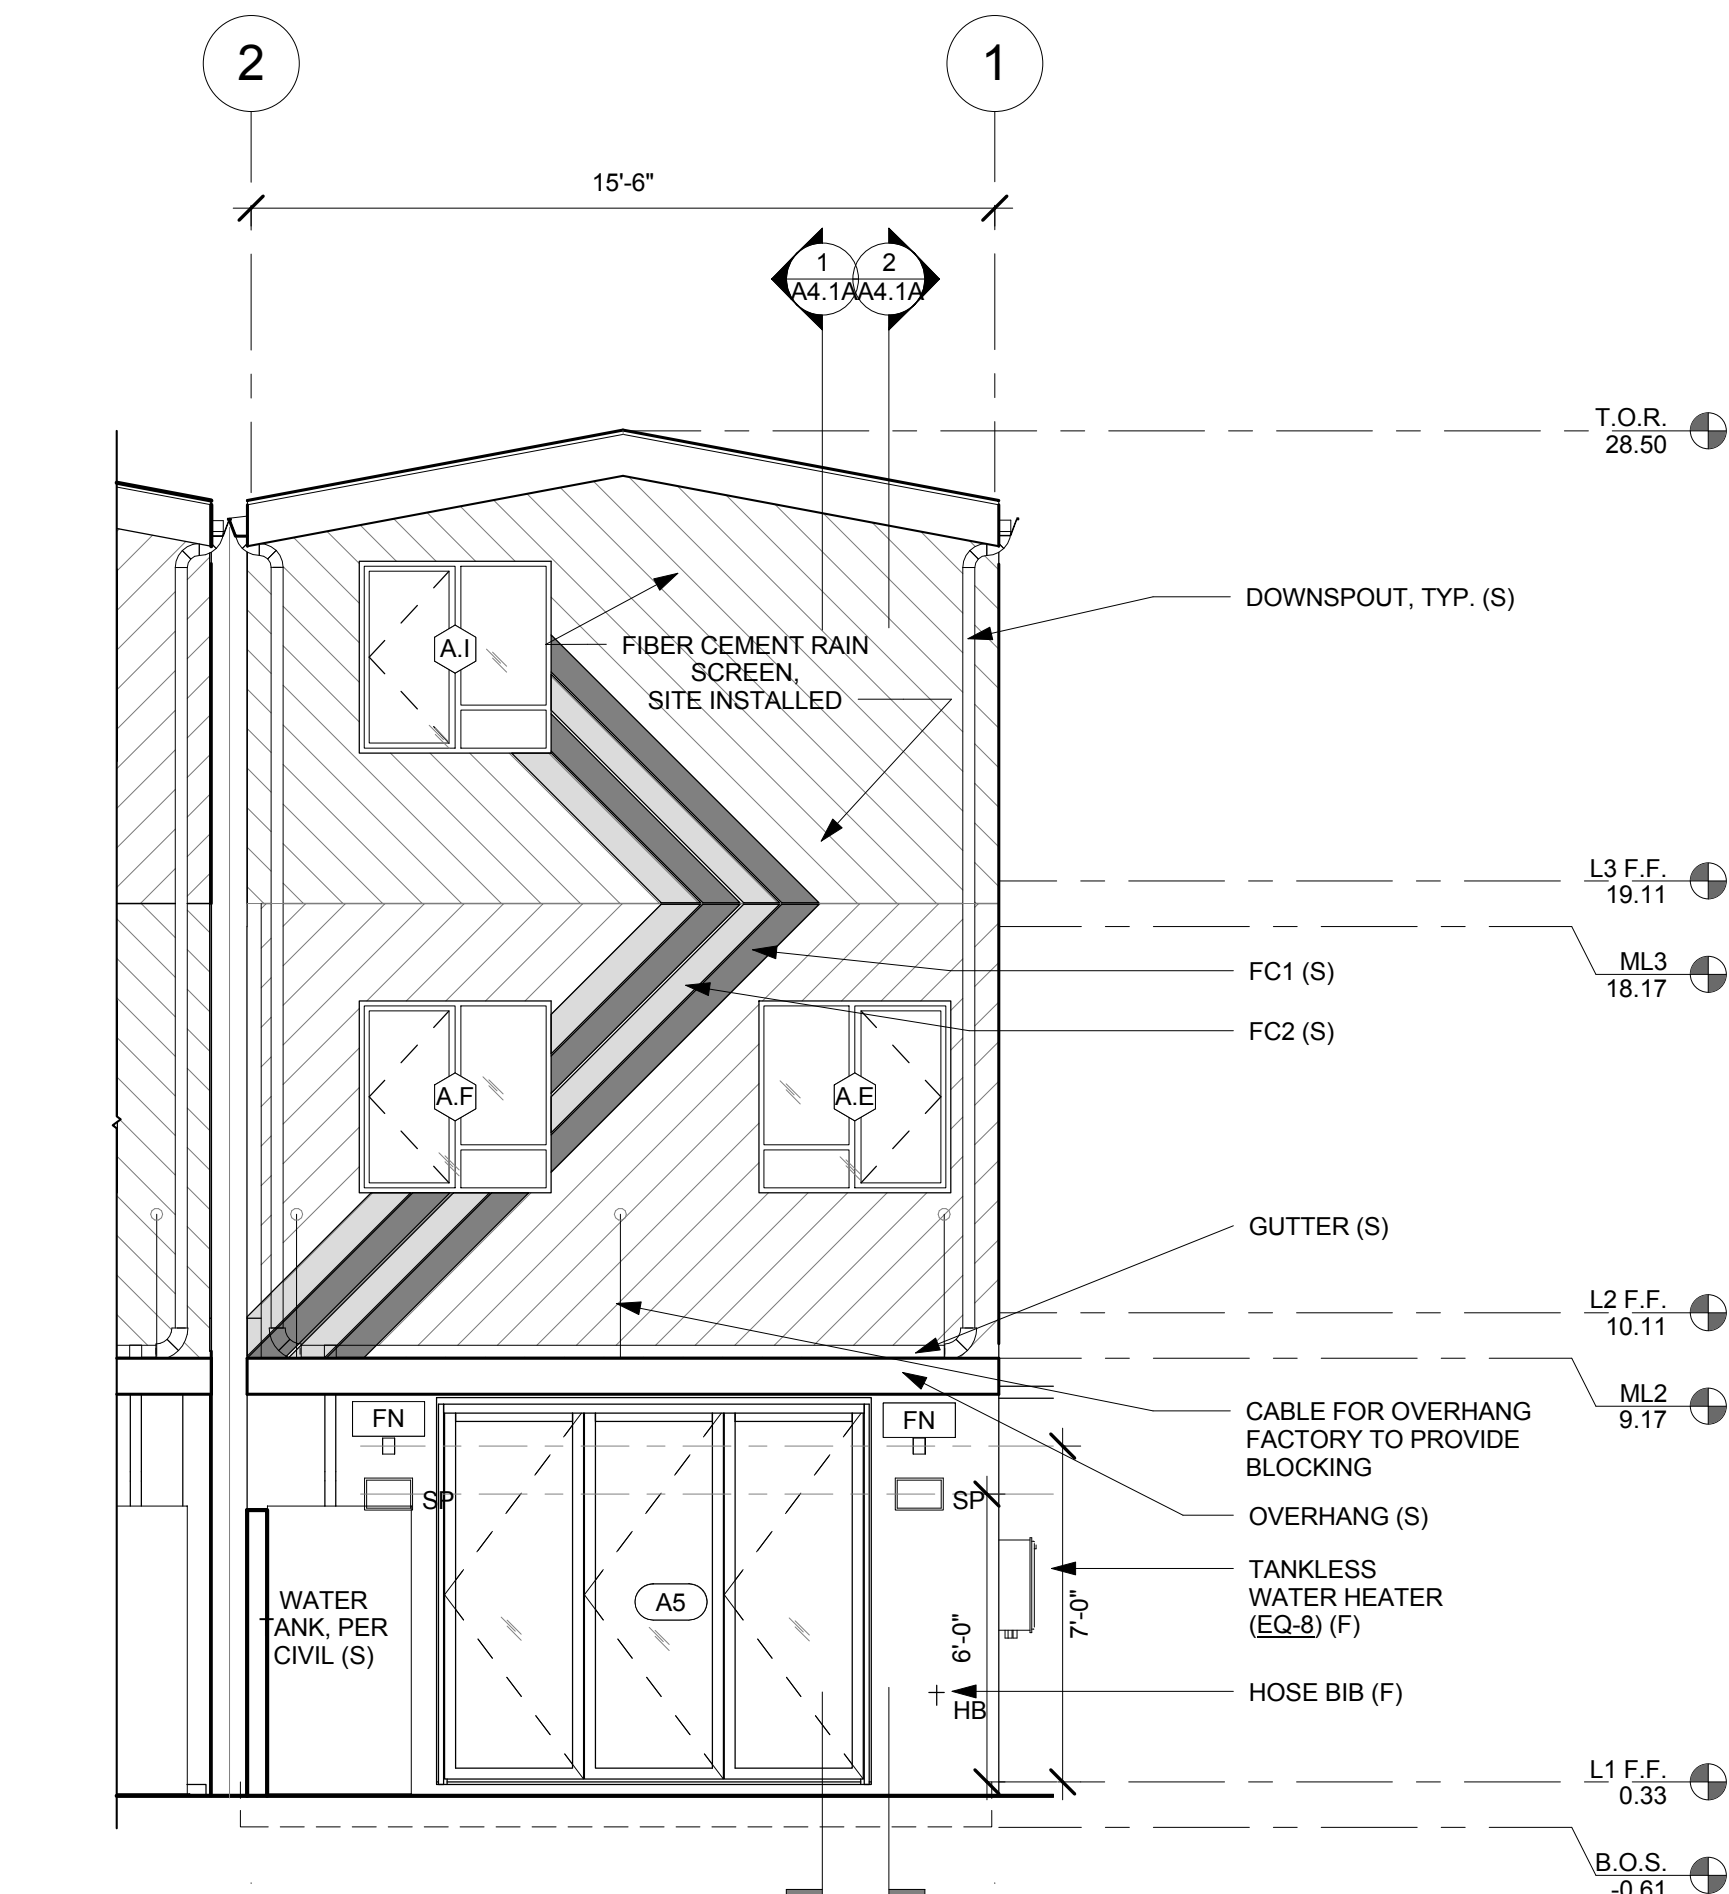 2
1
15'-6"
1
A4.1A
2
A4.1A
T.O.R.
28.50
DOWNSPOUT, TYP. (S)
A.I
FIBER CEMENT RAIN
SCREEN,
SITE INSTALLED
L3 F.F.
19.11
FC1 (S)
ML3
18.17
FC2 (S)
A.F
A.E
GUTTER (S)
L2 F.F.
10.11
ML2
9.17
CABLE FOR OVERHANG
FACTORY TO PROVIDE
BLOCKING
FN
FN
SP
SP
OVERHANG (S)
TANKLESS
WATER HEATER
(EQ-8) (F)
WATER
ANK, PER
CIVIL (S)
A5
6'-0"
7'-0"
HOSE BIB (F)
HB
L1 F.F.
0.33
B.O.S.
-0.61